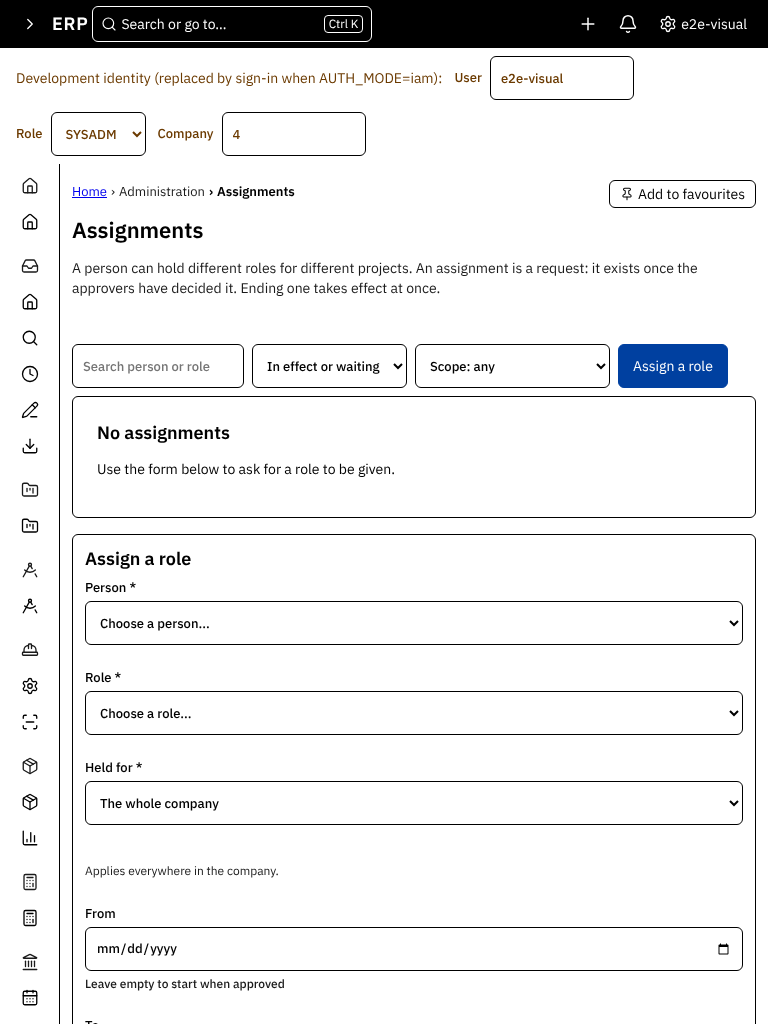 ERP
Search or go to...
Ctrl K
e2e-visual
Development identity (replaced by sign-in when AUTH_MODE=iam):
User
e2e-visual
Role
SYSADM
Company
4
Home › Administration › Assignments
Add to favourites
Assignments
A person can hold different roles for different projects. An assignment is a request: it exists once the
approvers have decided it. Ending one takes effect at once.
Search person or role
In effect or waiting
Scope: any
Assign a role
No assignments
Use the form below to ask for a role to be given.
Assign a role
Person *
Choose a person...
Role *
Choose a role...
Held for *
The whole company
Applies everywhere in the company.
From
mm/dd/yyyy
Leave empty to start when approved